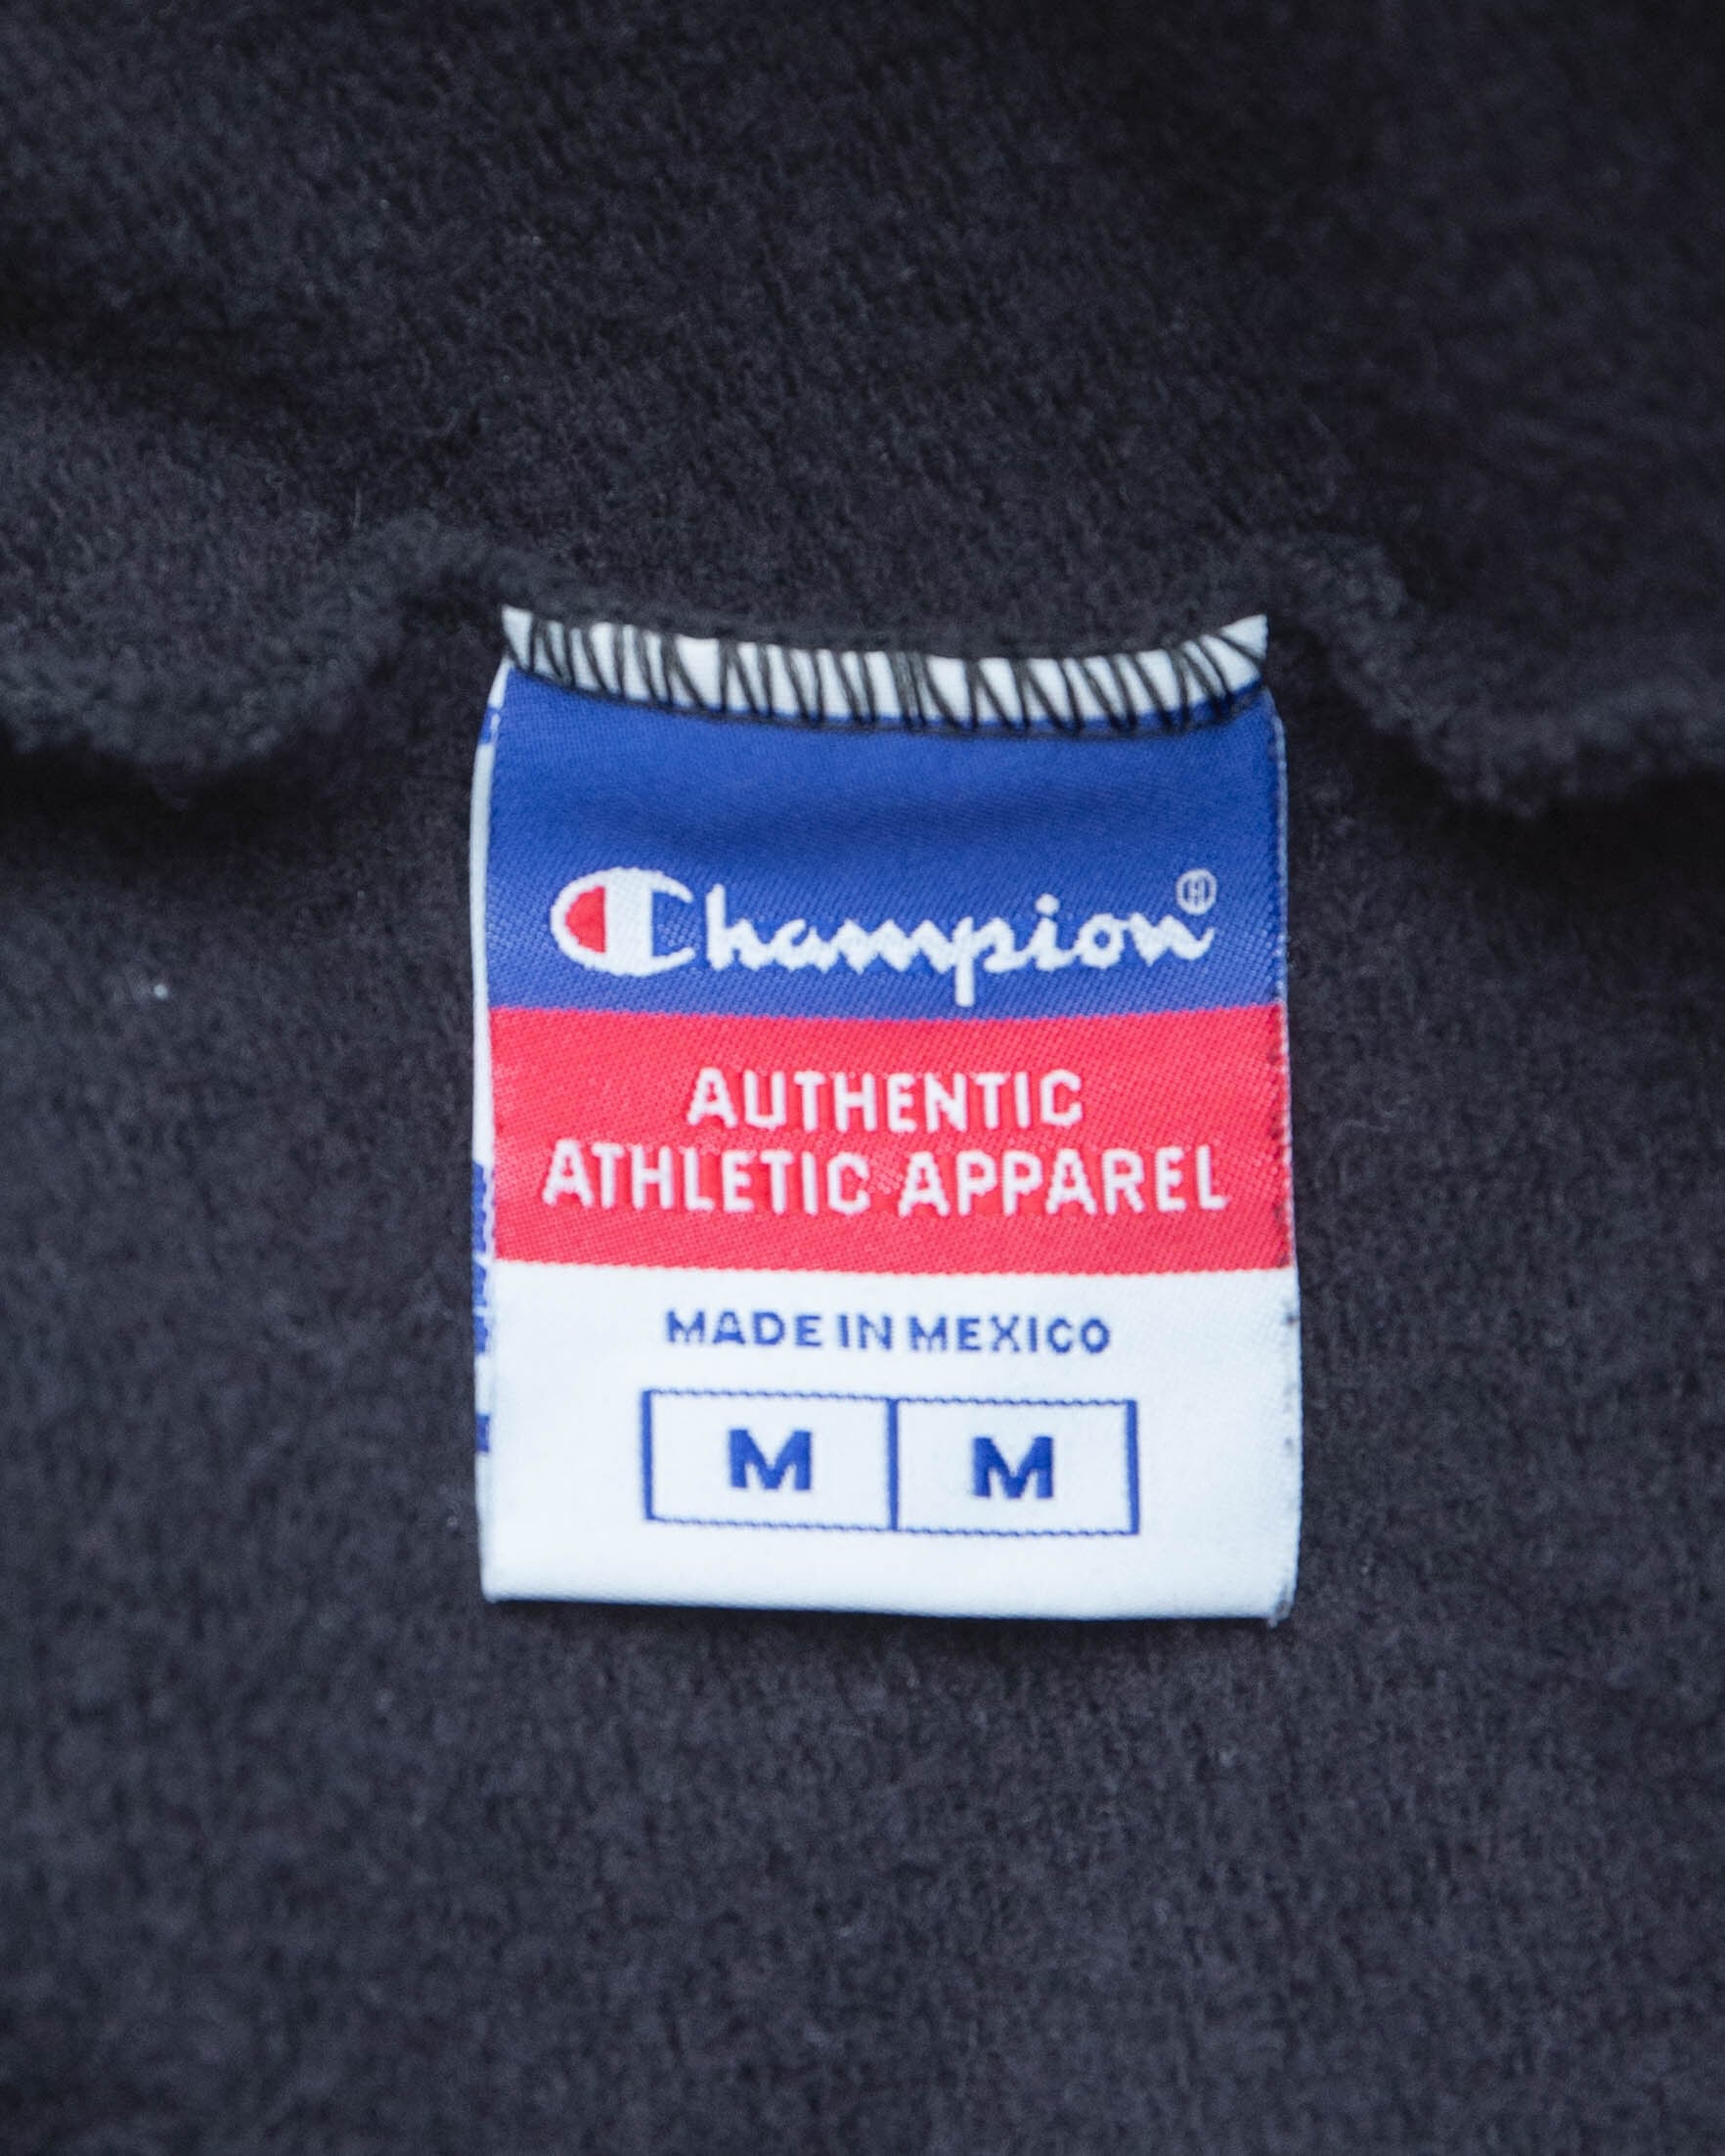 Champion®
AUTHENTIC
ATHLETIC APPAREL
MADE IN MEXICO
M M